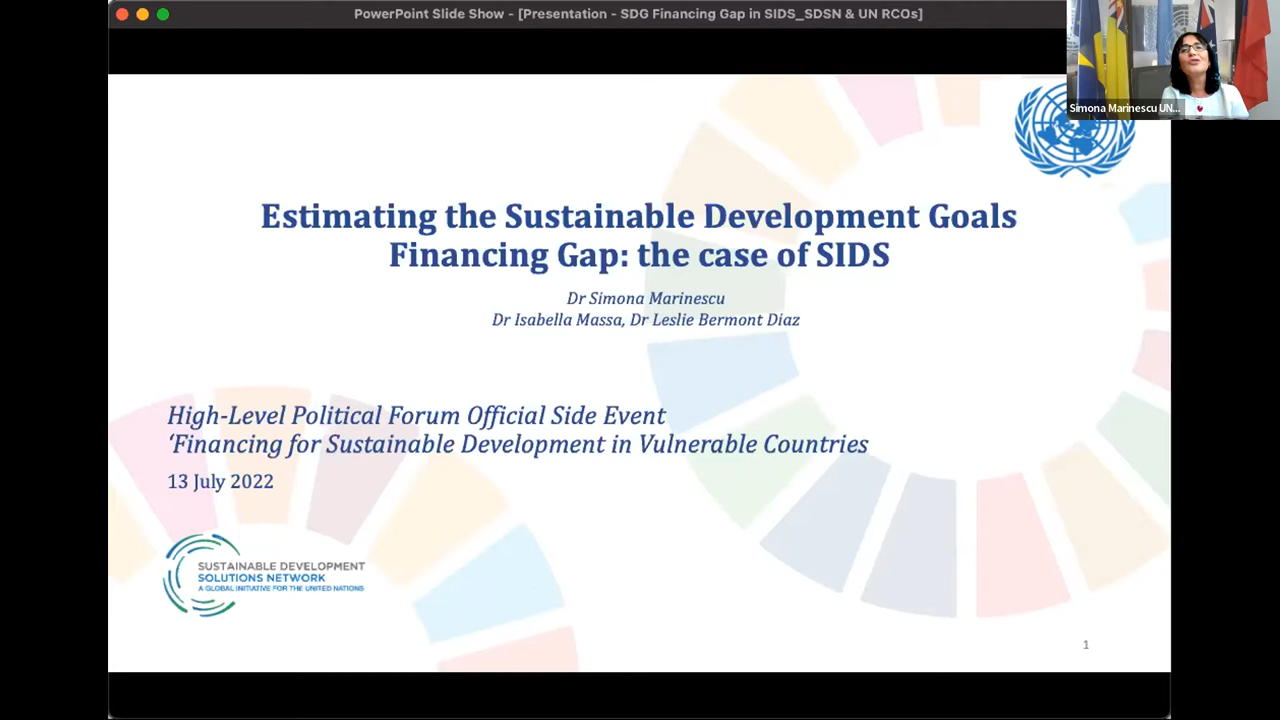 PowerPoint Slide Show - [Presentation - SDG Financing Gap in SIDS_SDSN & UN RCOs]
Simona Marinescu UN...
Estimating the Sustainable Development Goals
Financing Gap: the case of SIDS
Dr Simona Marinescu
Dr Isabella Massa, Dr Leslie Bermont Diaz
High-Level Political Forum Official Side Event
‘Financing for Sustainable Development in Vulnerable Countries
13 July 2022
SUSTAINABLE DEVELOPMENT
SOLUTIONS NETWORK
A GLOBAL INITIATIVE FOR THE UNITED NATIONS
1